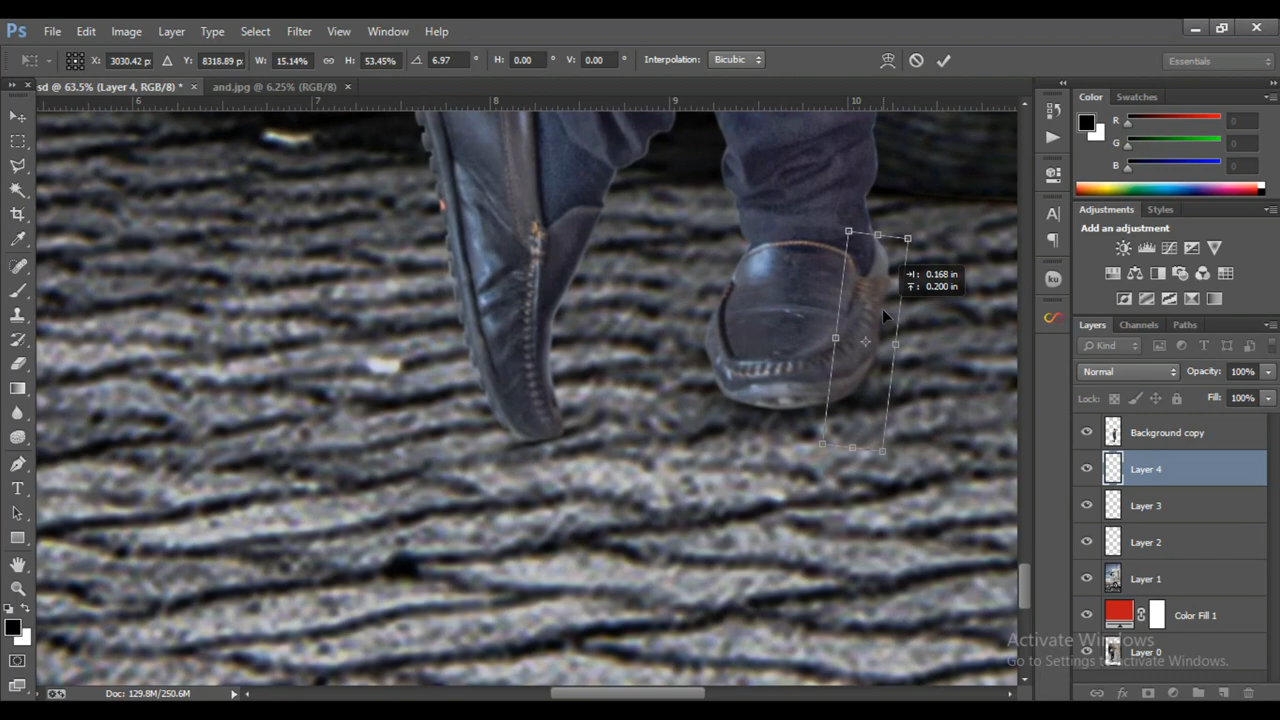 Ps File Edit Image Layer Type Select Filter View Window Help
X: 3030.42 p Y: 8318.89 p W: 15.14% H: 53.45% 6.97 ° H: 0.00 ° V: 0.00 ° Interpolation: Bicubic Essentials
sd @ 63.5% (Layer 4, RGB/8) * × and.jpg @ 6.25% (RGB/8) ×
6 7 8 9 10
Color Swatches
R 0
G 0
B 0
Adjustments Styles
Add an adjustment
0.168 in
0.200 in
ku
Layers Channels Paths
Kind
Normal Opacity: 100%
Lock: Fill: 100%
Background copy
Layer 4
Layer 3
Layer 2
Layer 1
Color Fill 1
Layer 0
Activate Windows
Go to Settings to activate Windows.
Doc: 129.8M/250.6M